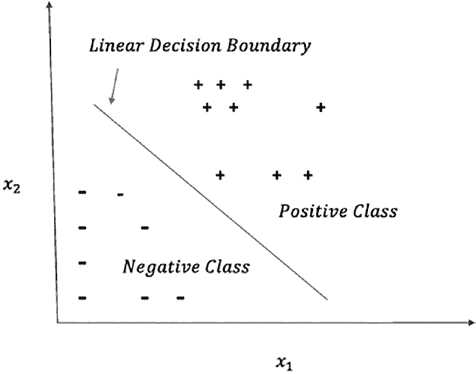 Linear Decision Boundary
x₂
Positive Class
Negative Class
x₁